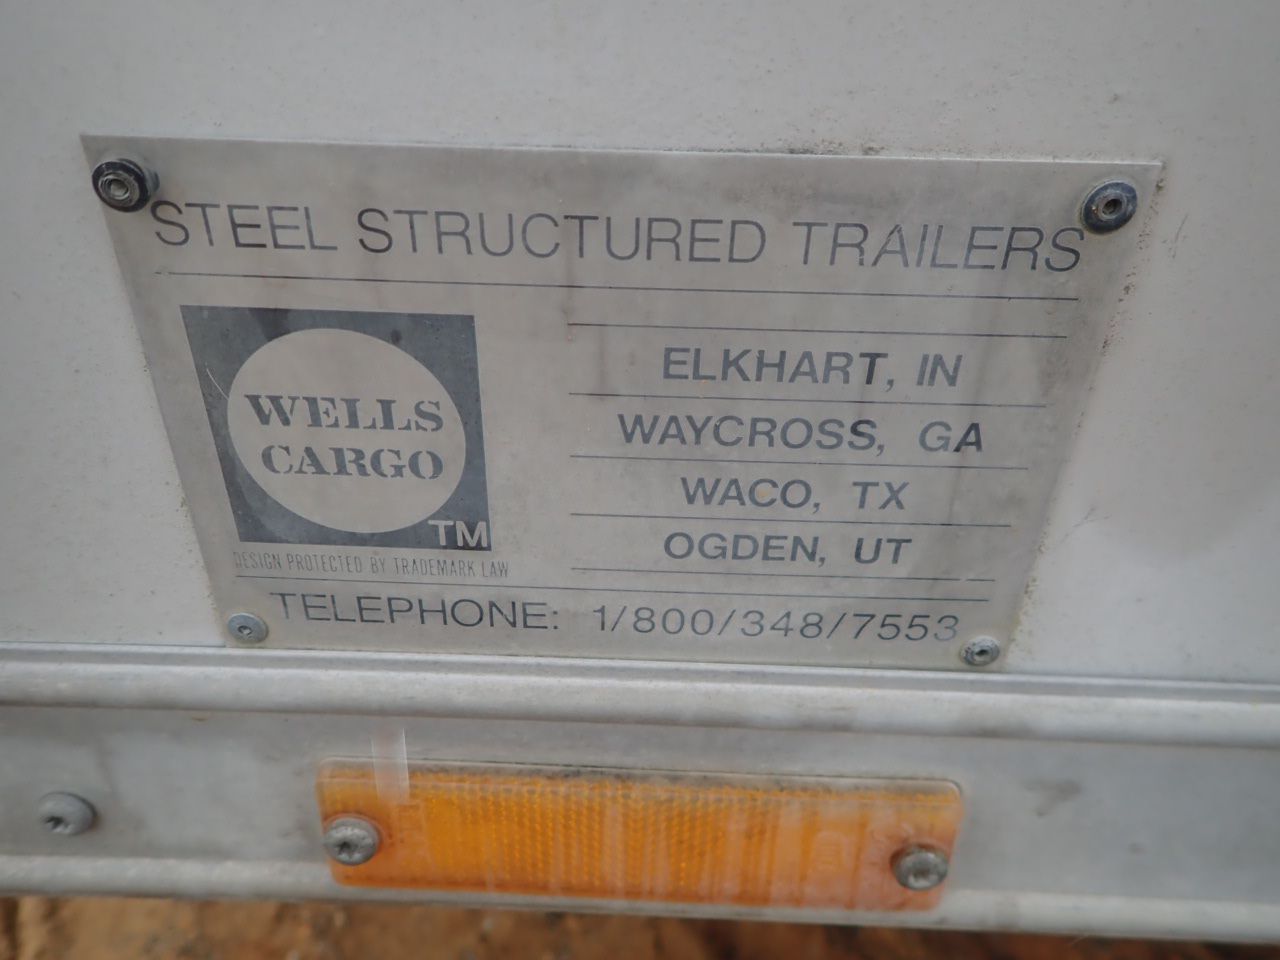 STEEL STRUCTURED TRAILERS
WELLS
CARGO
TM
DESIGN PROTECTED BY TRADEMARK LAW
ELKHART, IN
WAYCROSS, GA
WACO, TX
OGDEN, UT
TELEPHONE: 1/800/348/7553